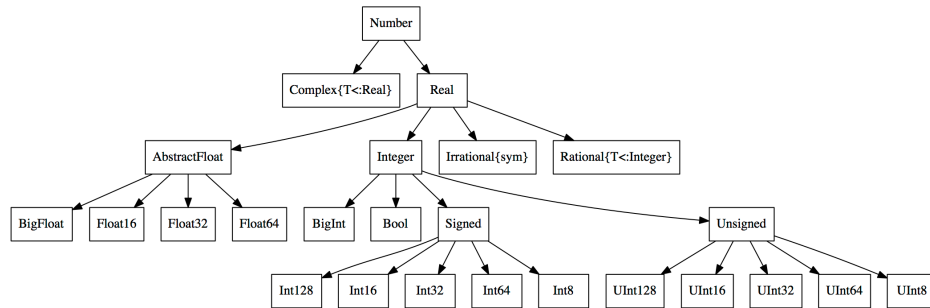 Number
Complex{T<:Real}
Real
AbstractFloat
Integer
Irrational{sym}
Rational{T<:Integer}
BigFloat
Float16
Float32
Float64
BigInt
Bool
Signed
Unsigned
Int128
Int16
Int32
Int64
Int8
UInt128
UInt16
UInt32
UInt64
UInt8